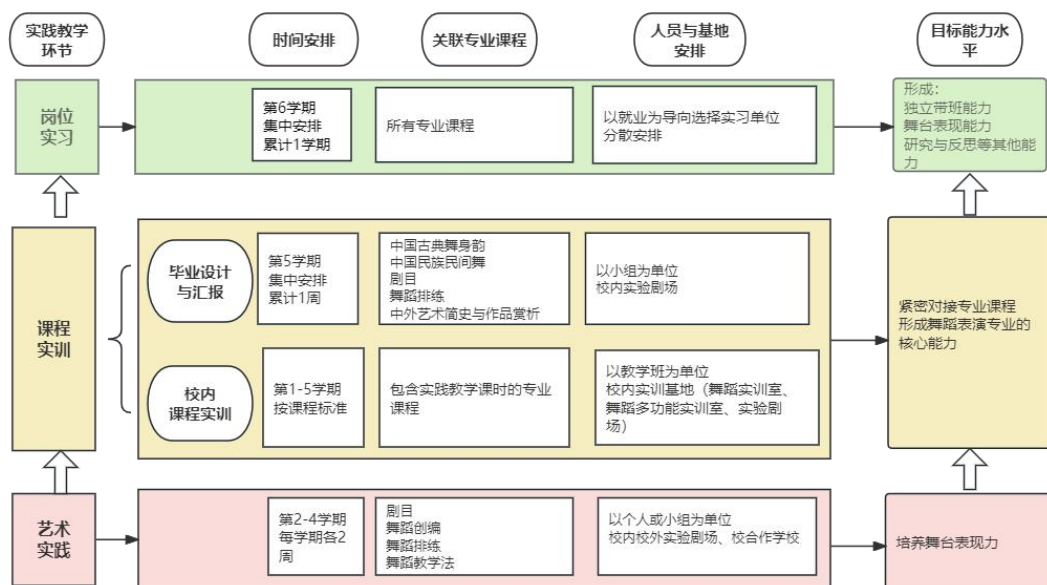 实践教学
环节
时间安排
关联专业课程
人员与基地
安排
目标能力水
平
岗位
实习
第6学期
集中安排
累计1学期
所有专业课程
以就业为导向选择实习单位
分散安排
形成：
独立带班能力
舞台表现能力
研究与反思等其他能
力
课程
实训
毕业设计
与汇报
第5学期
集中安排
累计1周
中国古典舞身韵
中国民族民间舞
剧目
舞蹈排练
中外艺术简史与作品赏析
以小组为单位
校内实验剧场
校内
课程实训
第1-5学期
按课程标准
包含实践教学课时的专业
课程
以教学班为单位
校内实训基地（舞蹈实训室、
舞蹈多功能实训室、实验剧
场）
紧密对接专业课程
形成舞蹈表演专业的
核心能力
艺术
实践
第2-4学期
每学期各2
周
剧目
舞蹈创编
舞蹈排练
舞蹈教学法
以个人或小组为单位
校内校外实验剧场、校合作学校
培养舞台表现力